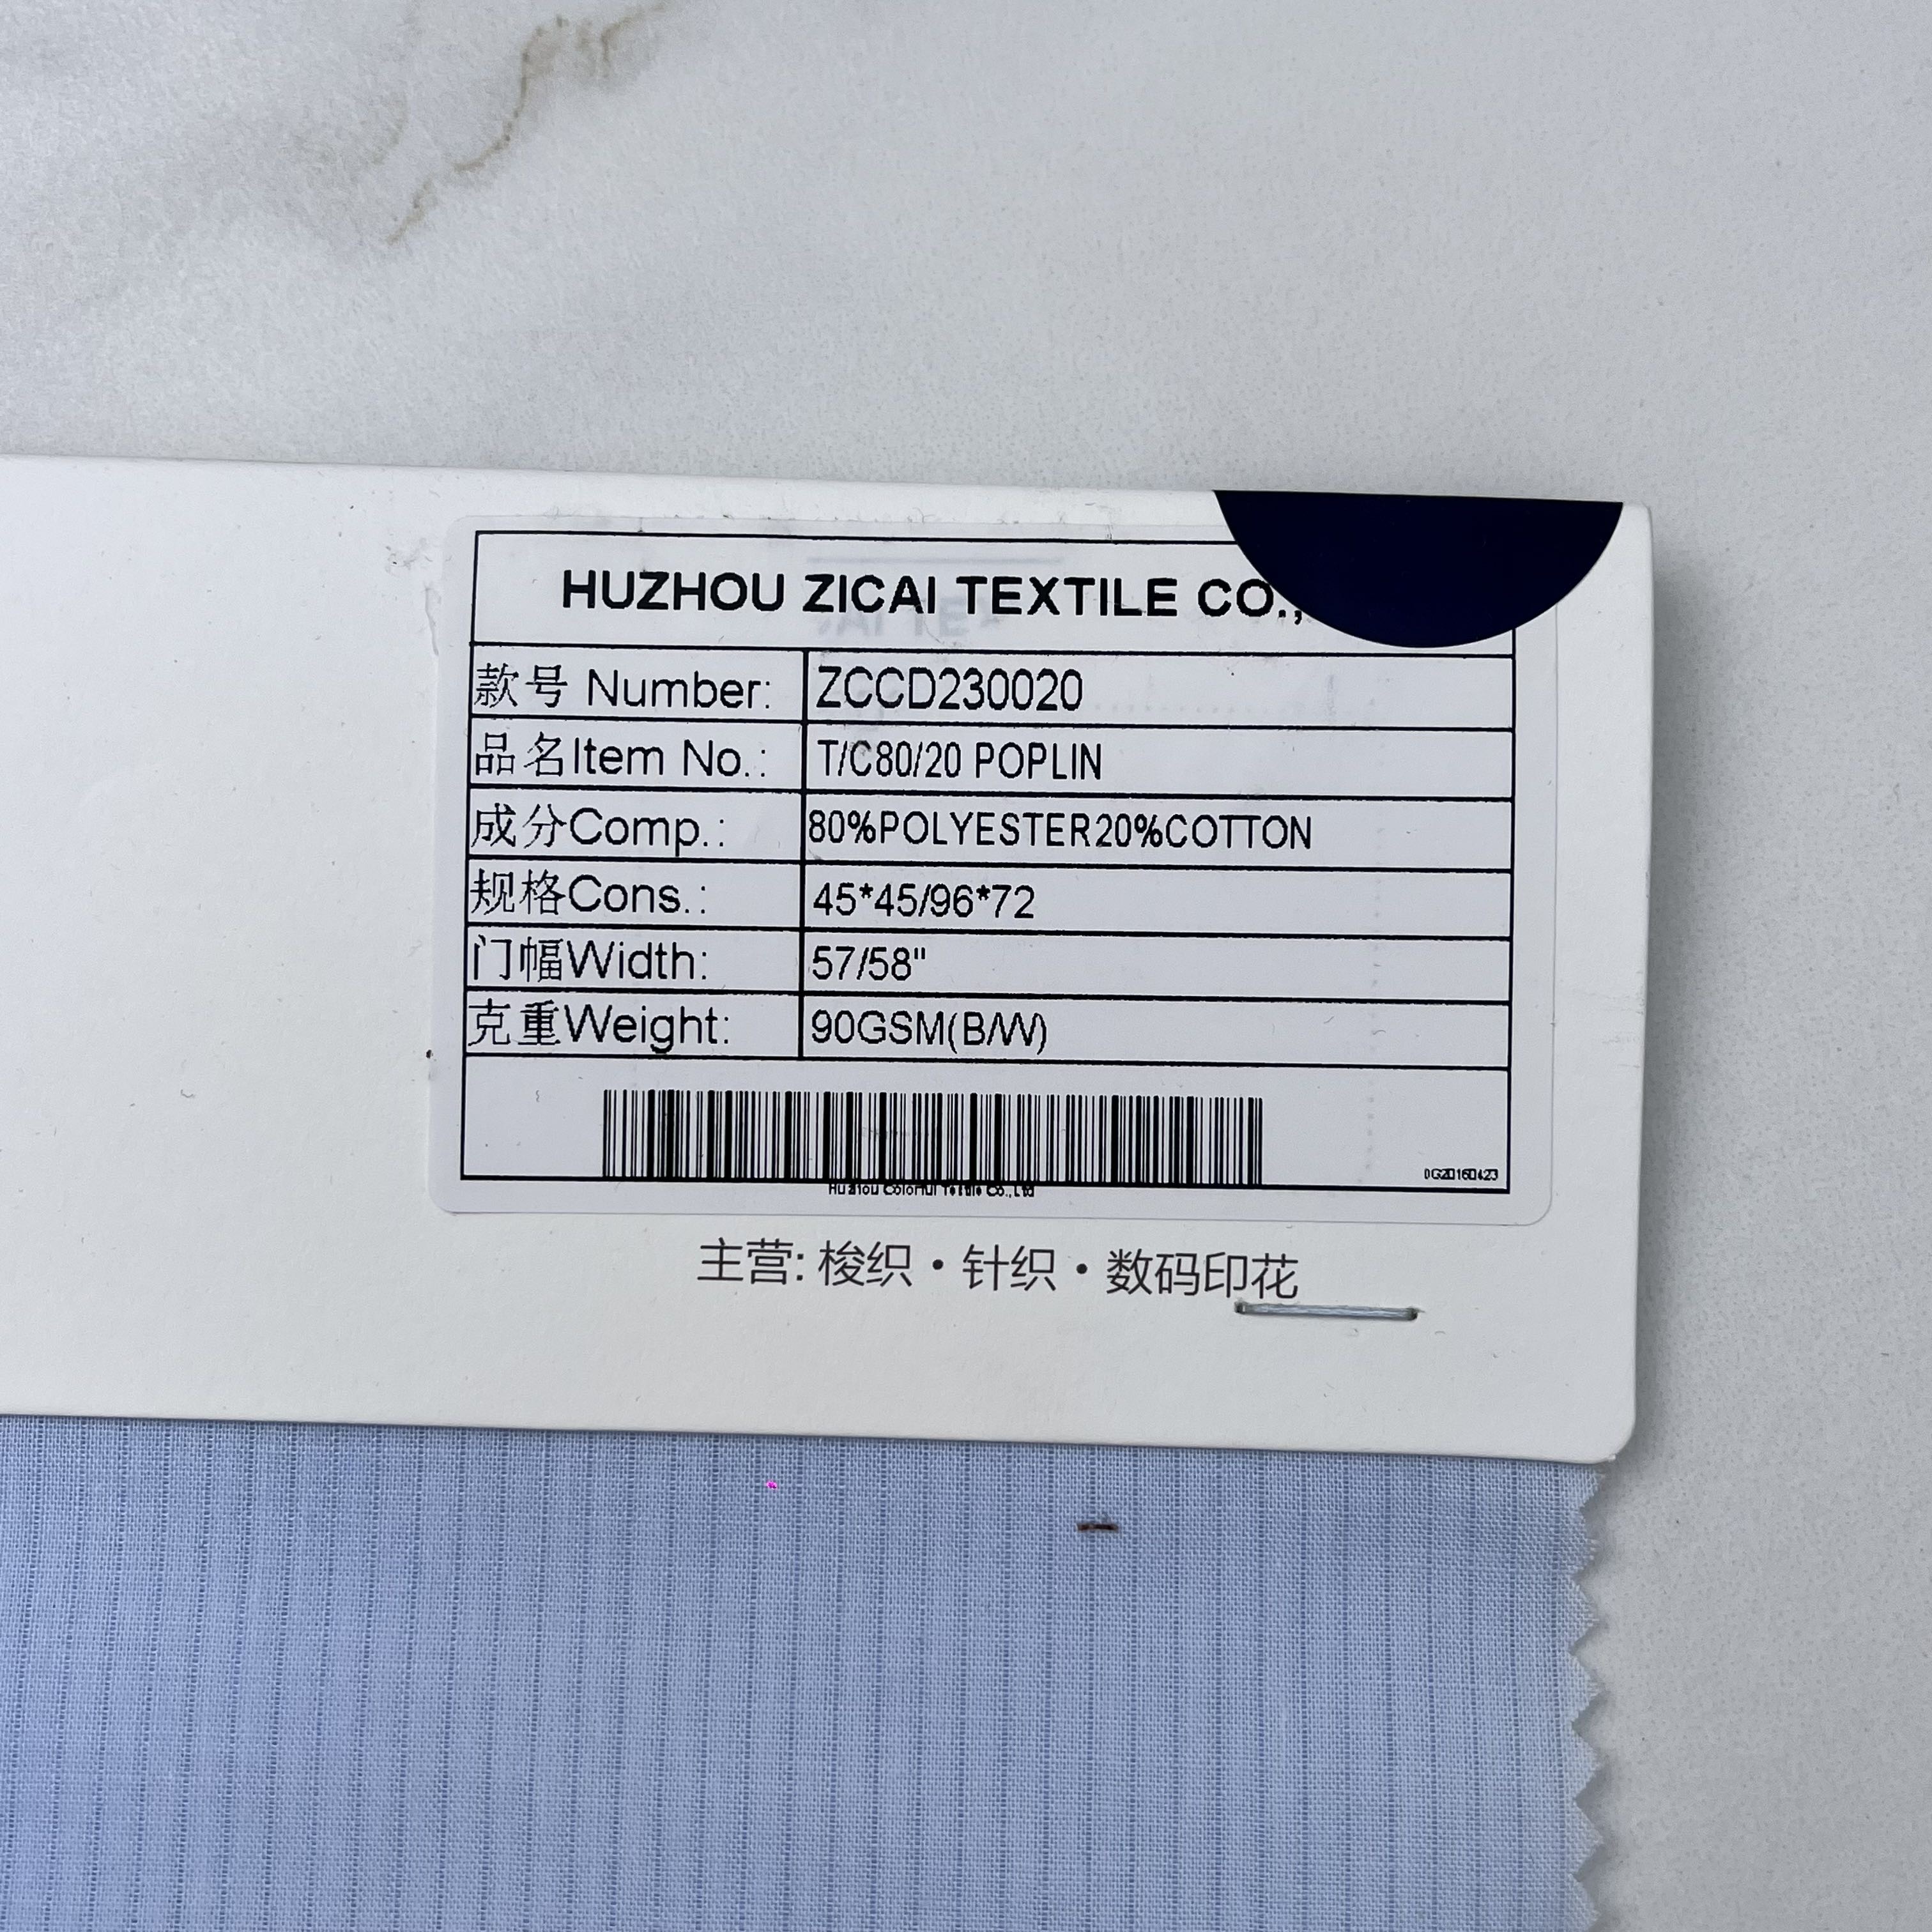 HUZHOU ZICAI TEXTILE CO.,
款号 Number: ZCCD230020
品名Item No.: T/C80/20 POPLIN
成分Comp.: 80%POLYESTER20%COTTON
规格Cons.: 45*45/96*72
门幅Width: 57/58"
克重Weight: 90GSM(B/W)
Textile Co.,Ltd
主营: 梭织·针织·数码印花